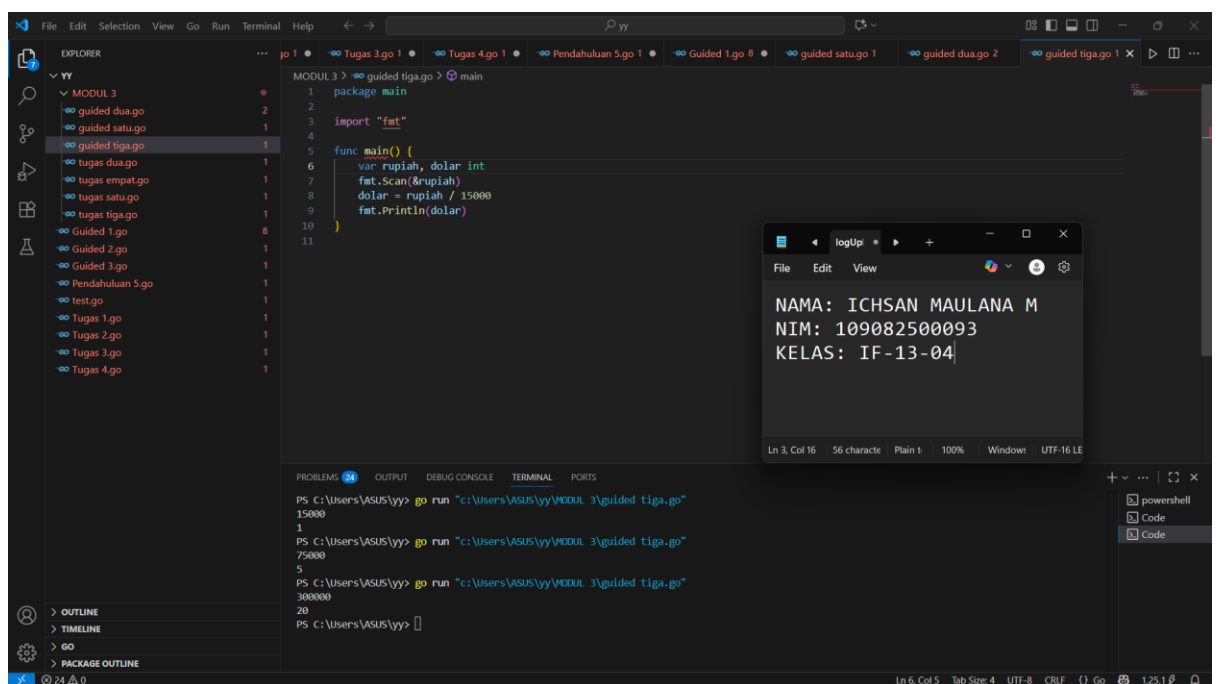 File Edit Selection View Go Run Terminal Help
yy
EXPLORER
go 1 Tugas 3.go 1 Tugas 4.go 1 Pendahuluan 5.go 1 Guided 1.go 8 guided satu.go 1 guided dua.go 2 guided tiga.go 1
YY
MODUL 3
guided dua.go 2
guided satu.go 1
guided tiga.go 1
tugas dua.go 1
tugas empat.go 1
tugas satu.go 1
tugas tiga.go 1
Guided 1.go 8
Guided 2.go 1
Guided 3.go 1
Pendahuluan 5.go 1
test.go 1
Tugas 1.go 1
Tugas 2.go 1
Tugas 3.go 1
Tugas 4.go 1
OUTLINE
TIMELINE
GO
PACKAGE OUTLINE
7
MODUL 3 > guided tiga.go > main
1 package main
2
3 import "fmt"
4
5 func main() {
6 var rupiah, dolar int
7 fmt.Scan(&rupiah)
8 dolar = rupiah / 15000
9 fmt.Println(dolar)
10 }
11
logUpl
File Edit View
NAMA: ICHSAN MAULANA M
NIM: 109082500093
KELAS: IF-13-04
Ln 3, Col 16 56 characte Plain t 100% Windows UTF-16 LE
PROBLEMS 24 OUTPUT DEBUG CONSOLE TERMINAL PORTS
PS C:\Users\ASUS\yy> go run "c:\Users\ASUS\yy\MODUL 3\guided tiga.go"
15000
1
PS C:\Users\ASUS\yy> go run "c:\Users\ASUS\yy\MODUL 3\guided tiga.go"
75000
5
PS C:\Users\ASUS\yy> go run "c:\Users\ASUS\yy\MODUL 3\guided tiga.go"
300000
20
PS C:\Users\ASUS\yy>
powershell
Code
Code
24 0
Ln 6, Col 5 Tab Size: 4 UTF-8 CRLF {} Go 1.25.1